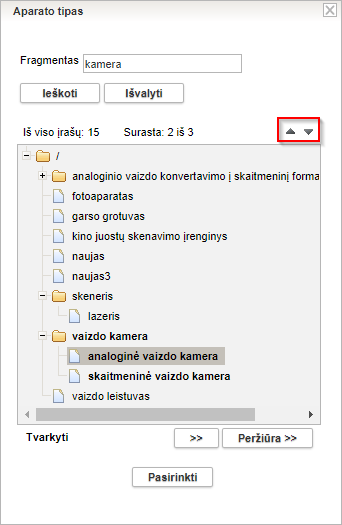 Aparato tipas
Fragmentas kamera
Ieškoti Išvalyti
Iš viso įrašų: 15 Surasta: 2 iš 3
/
analoginio vaizdo konvertavimo į skaitmeninį forma
fotoaparatas
garso grotuvas
kino juostų skenavimo įrenginys
naujas
naujas3
skeneris
lazeris
vaizdo kamera
analoginė vaizdo kamera
skaitmeninė vaizdo kamera
vaizdo leistuvas
Tvarkyti >> Peržiūra >>
Pasirinkti